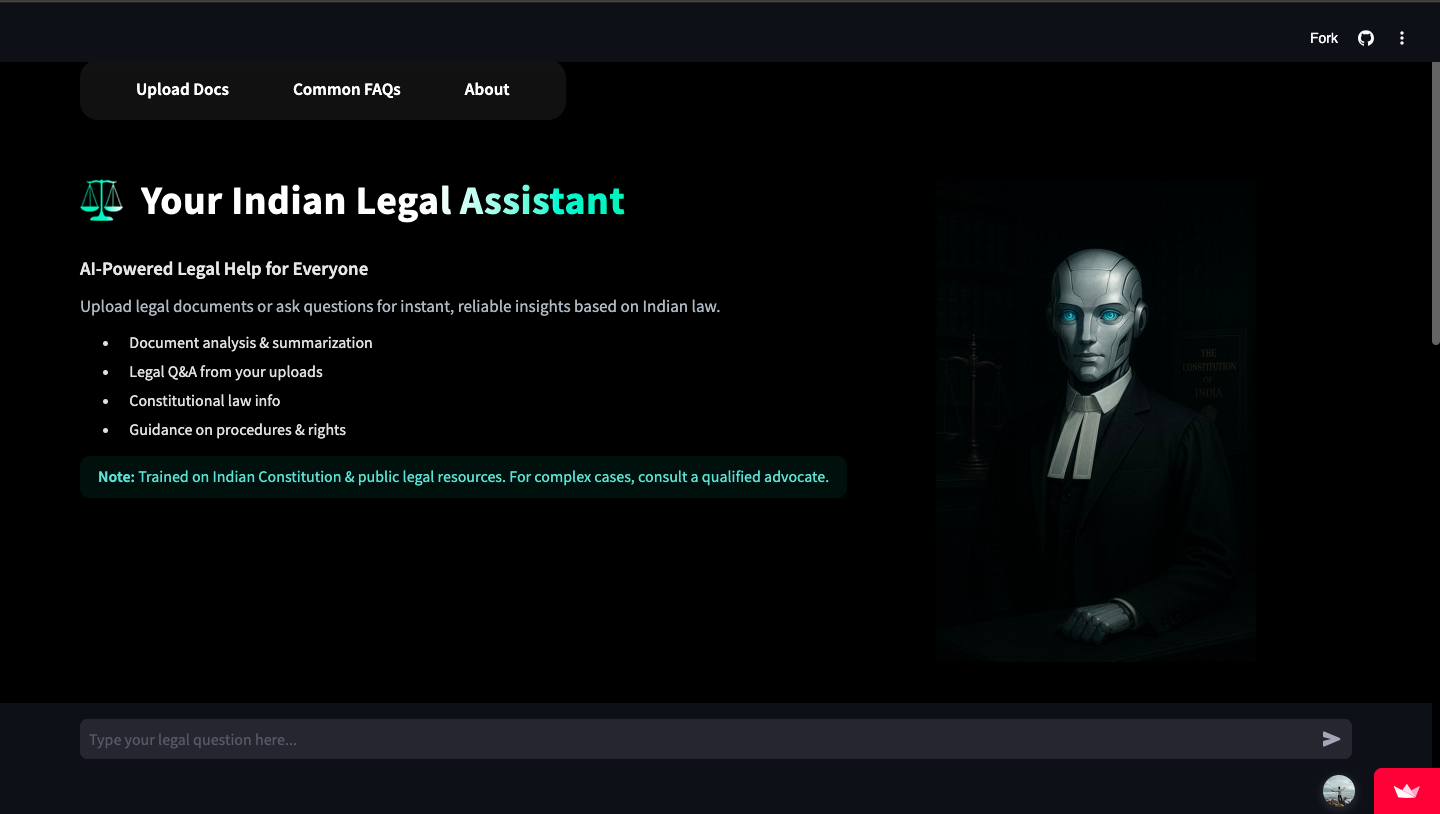 Fork
Upload Docs
Common FAQs
About
Your Indian Legal Assistant
AI-Powered Legal Help for Everyone
Upload legal documents or ask questions for instant, reliable insights based on Indian law.
Document analysis & summarization
Legal Q&A from your uploads
Constitutional law info
Guidance on procedures & rights
Note: Trained on Indian Constitution & public legal resources. For complex cases, consult a qualified advocate.
THE
CONSTITUTION
OF
INDIA
Type your legal question here...